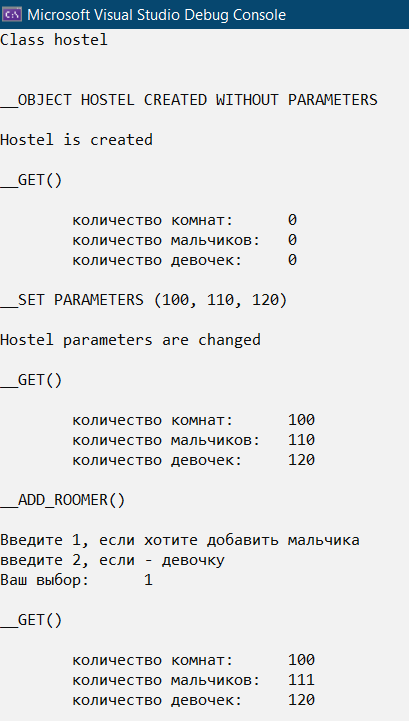 Microsoft Visual Studio Debug Console
Class hostel
__OBJECT HOSTEL CREATED WITHOUT PARAMETERS
Hostel is created
__GET()
количество комнат: 0
количество мальчиков: 0
количество девочек: 0
__SET PARAMETERS (100, 110, 120)
Hostel parameters are changed
__GET()
количество комнат: 100
количество мальчиков: 110
количество девочек: 120
__ADD_ROOMER()
Введите 1, если хотите добавить мальчика
введите 2, если - девочку
Ваш выбор: 1
__GET()
количество комнат: 100
количество мальчиков: 111
количество девочек: 120